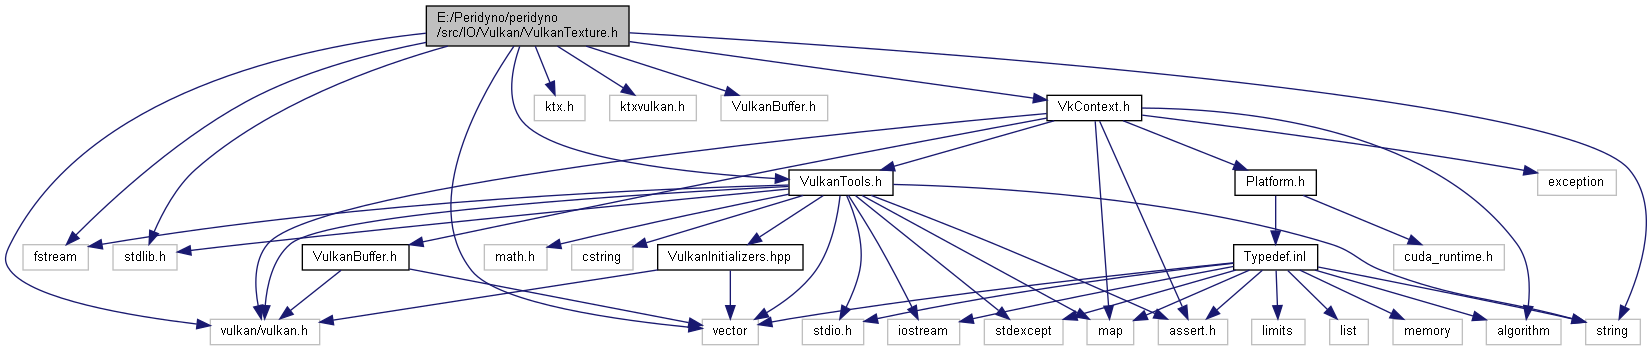 E:/Peridyno/peridyno
/src/IO/Vulkan/VulkanTexture.h
ktx.h
ktxvulkan.h
VulkanBuffer.h
VkContext.h
VulkanTools.h
Platform.h
exception
fstream
stdlib.h
VulkanBuffer.h
math.h
cstring
VulkanInitializers.hpp
Typedef.inl
cuda_runtime.h
vulkan/vulkan.h
vector
stdio.h
iostream
stdexcept
map
assert.h
limits
list
memory
algorithm
string